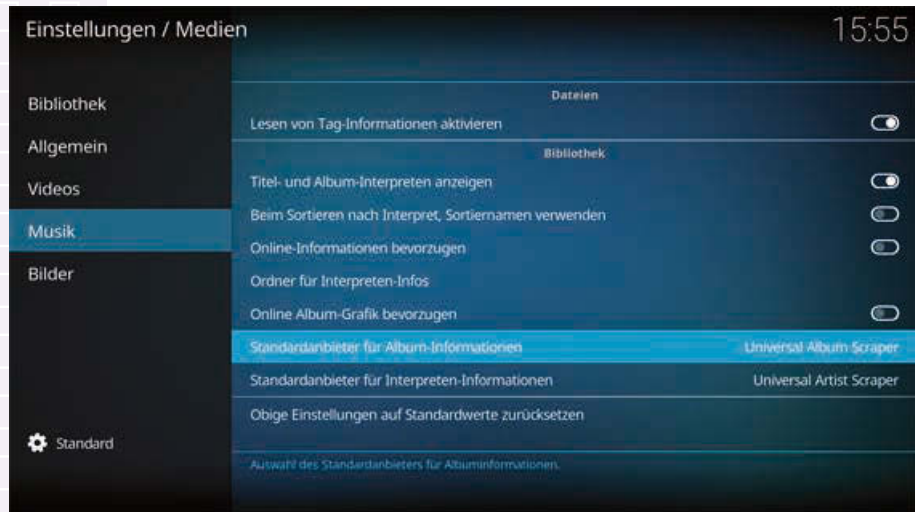 Einstellungen / Medien
15:55
Bibliothek
Allgemein
Videos
Musik
Bilder
Standard
Dateien
Lesen von Tag-Informationen aktivieren
Bibliothek
Titel- und Album-Interpreten anzeigen
Beim Sortieren nach Interpret, Sortiernamen verwenden
Online-Informationen bevorzugen
Ordner für Interpreten-Infos
Online Album-Grafik bevorzugen
Standardanbieter für Album-Informationen Universal Album Scraper
Standardanbieter für Interpreten-Informationen Universal Artist Scraper
Obige Einstellungen auf Standardwerte zurücksetzen
Auswahl des Standardanbieters für Albuminformationen.